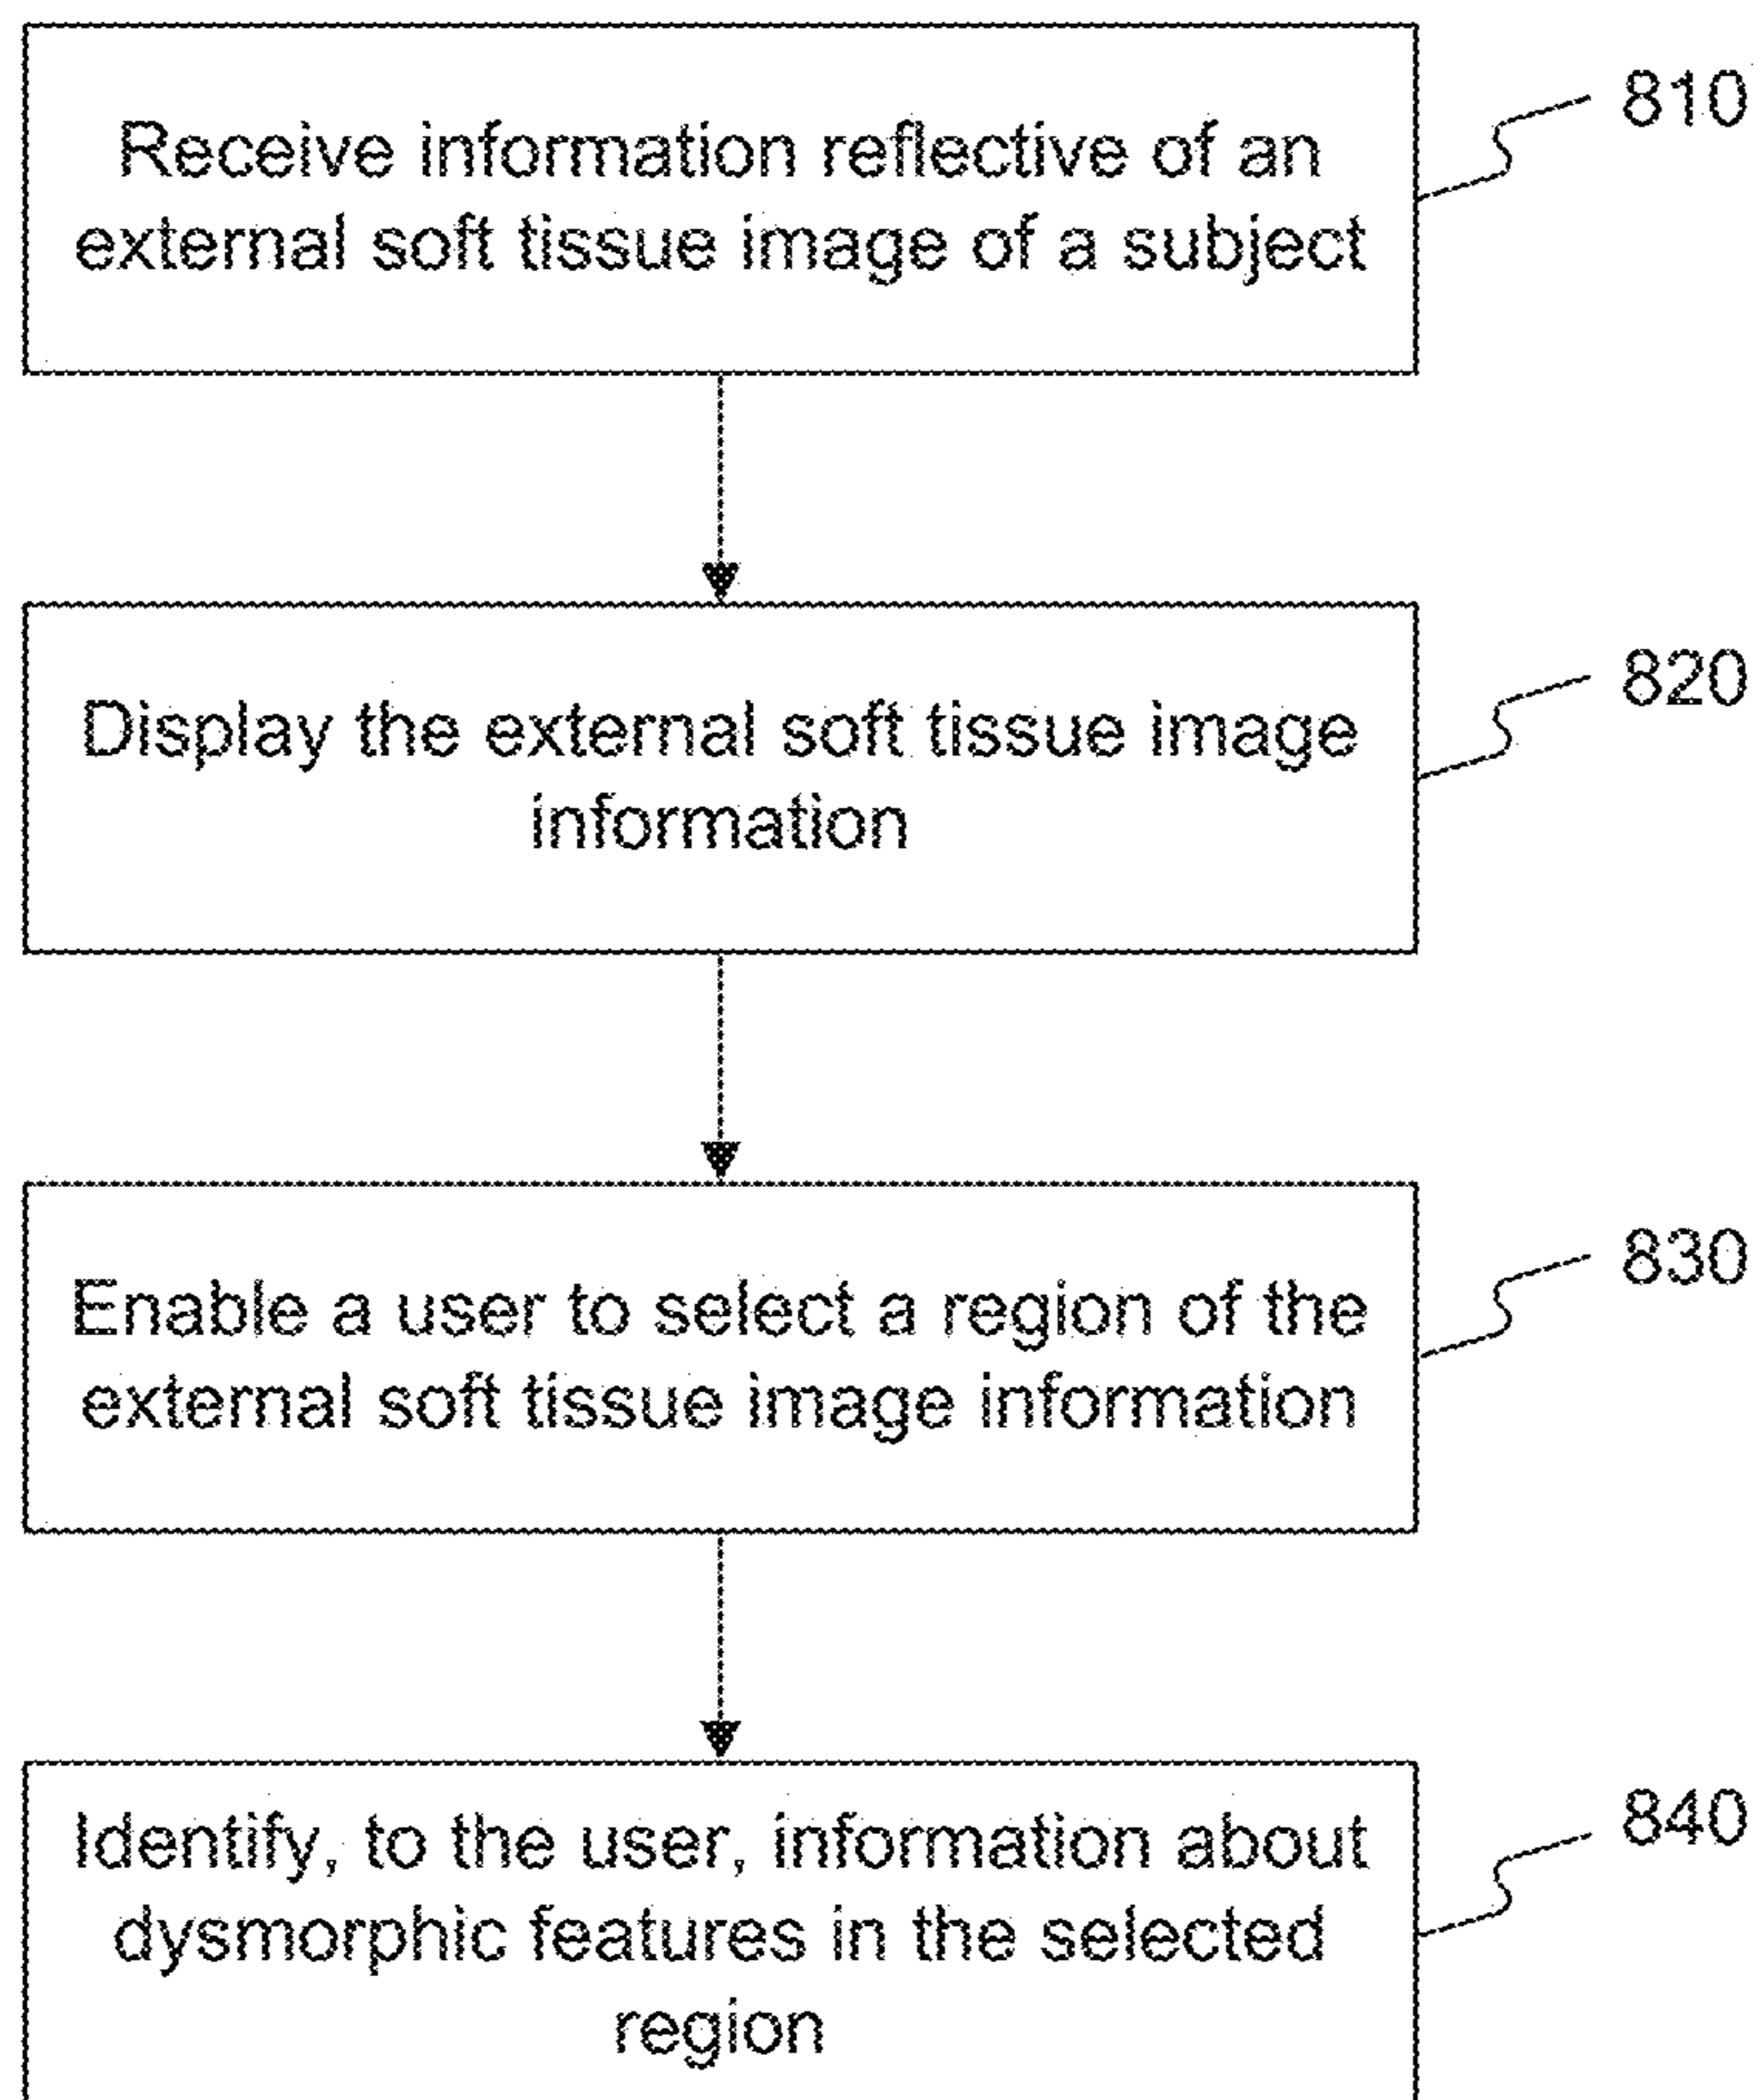 Receive information reflective of an
external soft tissue image of a subject
810
Display the external soft tissue image
information
820
Enable a user to select a region of the
external soft tissue image information
830
Identify, to the user, information about
dysmorphic features in the selected
region
840